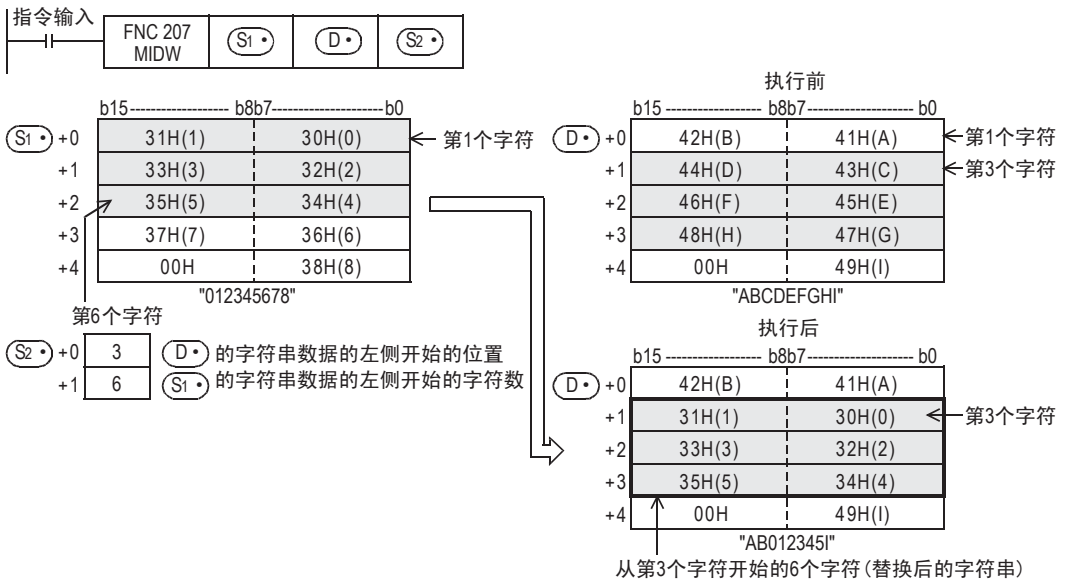 指令输入
FNC 207
MIDW
S1・
D・
S2・
b15 b8b7 b0
S1・ +0 31H(1) 30H(0) 第1个字符
+1 33H(3) 32H(2)
+2 35H(5) 34H(4)
+3 37H(7) 36H(6)
+4 00H 38H(8)
"012345678"
第6个字符
S2・ +0 3 D・ 的字符串数据的左侧开始的位置
+1 6 S1・ 的字符串数据的左侧开始的字符数
执行前
b15 b8b7 b0
D・ +0 42H(B) 41H(A) 第1个字符
+1 44H(D) 43H(C) 第3个字符
+2 46H(F) 45H(E)
+3 48H(H) 47H(G)
+4 00H 49H(I)
"ABCDEFGHI"
执行后
b15 b8b7 b0
D・ +0 42H(B) 41H(A)
+1 31H(1) 30H(0) 第3个字符
+2 33H(3) 32H(2)
+3 35H(5) 34H(4)
+4 00H 49H(I)
"AB012345I"
从第3个字符开始的6个字符(替换后的字符串)